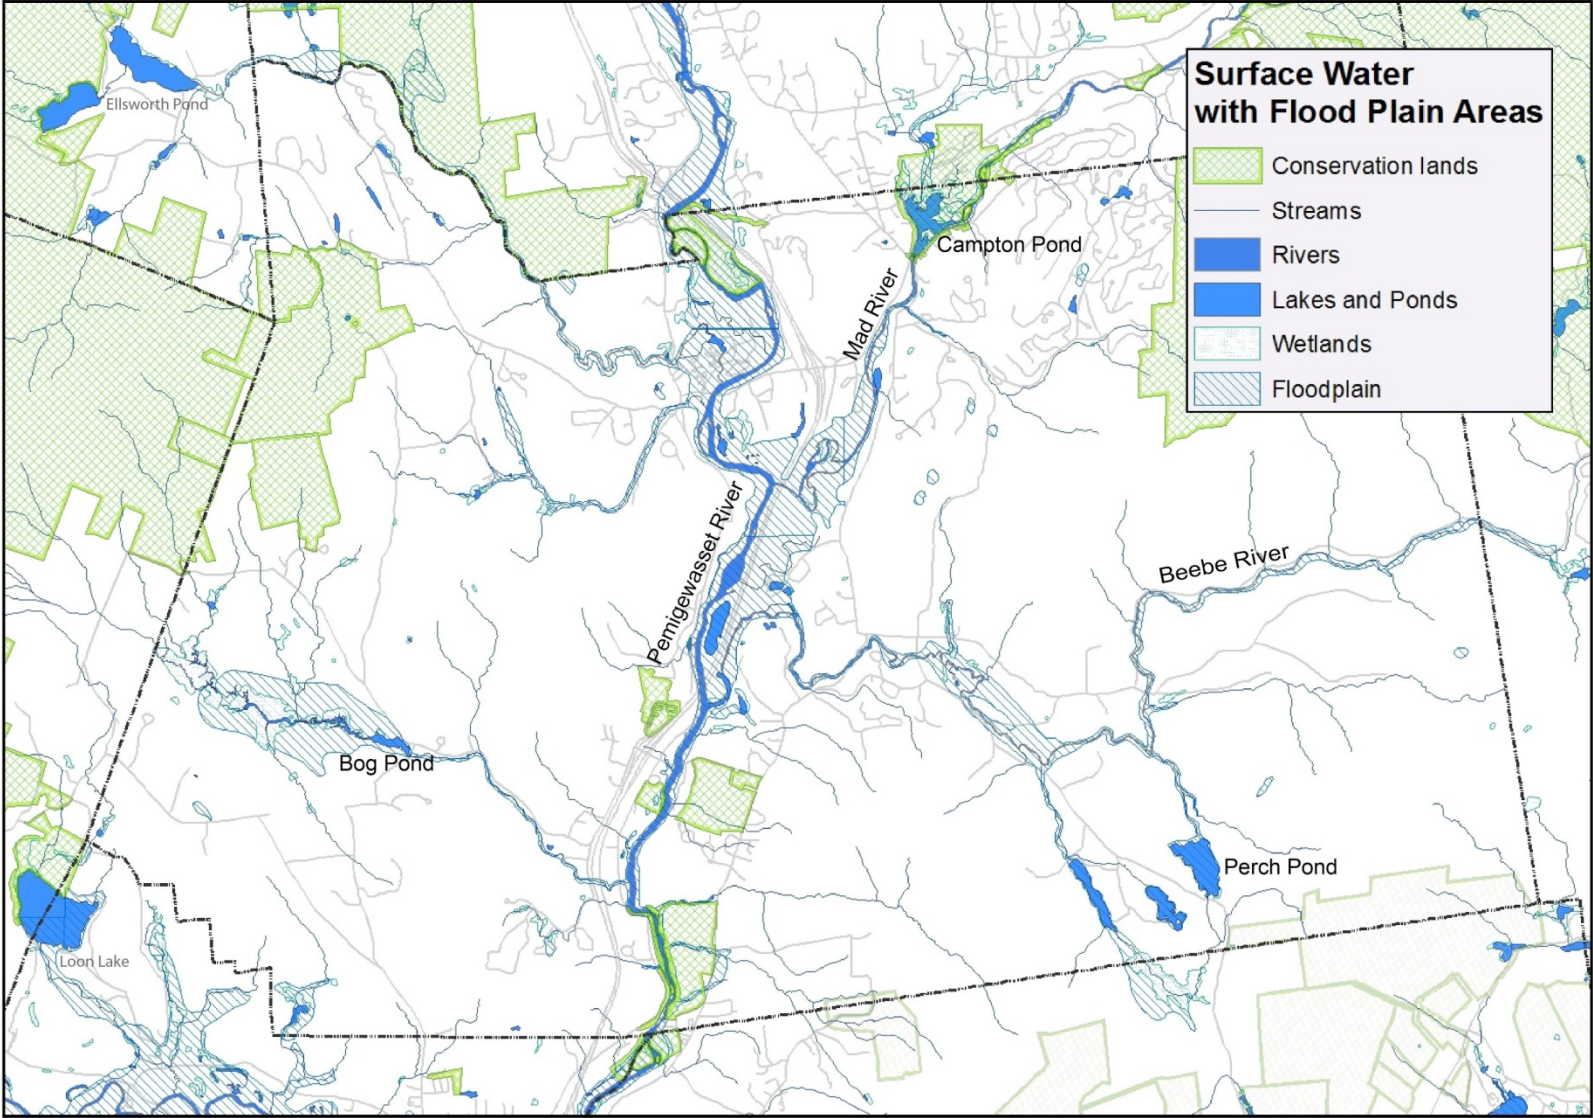 Surface Water
with Flood Plain Areas
Conservation lands
Streams
Rivers
Lakes and Ponds
Wetlands
Floodplain
Ellsworth Pond
Campton Pond
Mad River
Pemigewasset River
Beebe River
Bog Pond
Perch Pond
Loon Lake